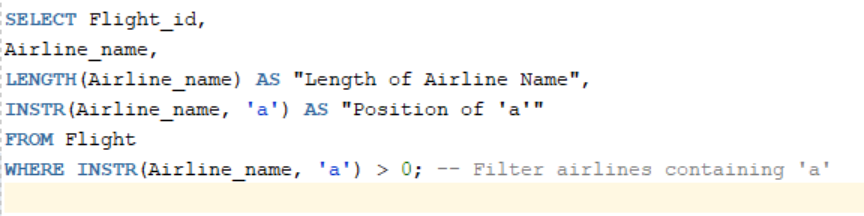 SELECT Flight_id,
Airline_name,
LENGTH(Airline_name) AS "Length of Airline Name",
INSTR(Airline_name, 'a') AS "Position of 'a'"
FROM Flight
WHERE INSTR(Airline_name, 'a') > 0; -- Filter airlines containing 'a'